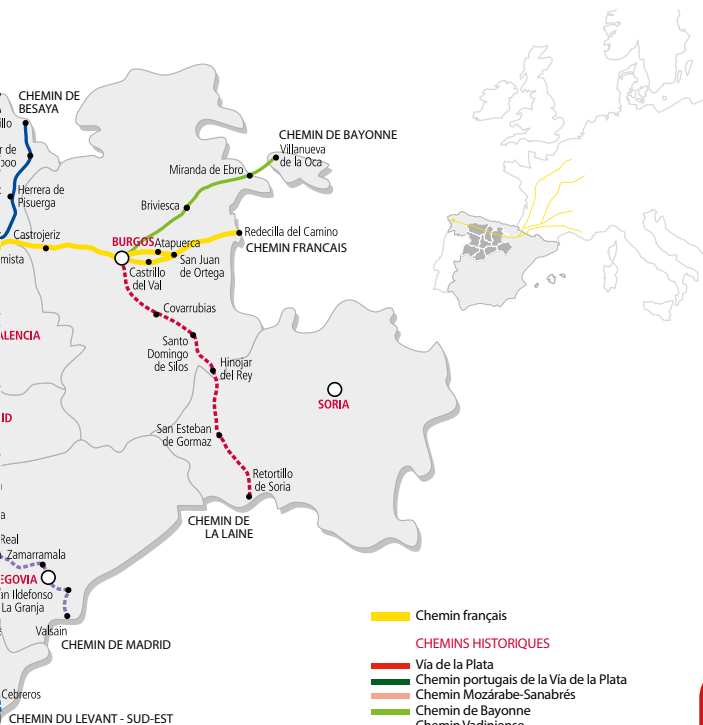 CHEMIN DE
BESAYA
Herrera de
Pisuerga
Castrojeriz
CHEMIN DE BAYONNE
Villanueva
de la Oca
Miranda de Ebro
Briviesca
BURGOS
Atapuerca
Redecilla del Camino
CHEMIN FRANCAIS
Castrillo
del Val
San Juan
de Ortega
Covarrubias
Santo
Domingo
de Silos
Hinojar
del Rey
SORIA
San Esteban
de Gormaz
Retortillo
de Soria
CHEMIN DE
LA LAINE
ALENCIA
ID
Real
Zamarramala
EGOVIA
an Ildefonso
La Granja
Valsain
CHEMIN DE MADRID
Cebreros
CHEMIN DU LEVANT - SUD-EST
Chemin français
CHEMINS HISTORIQUES
Vía de la Plata
Chemin portugais de la Vía de la Plata
Chemin Mozárabe-Sanabrés
Chemin de Bayonne
Chemin Vadiniense